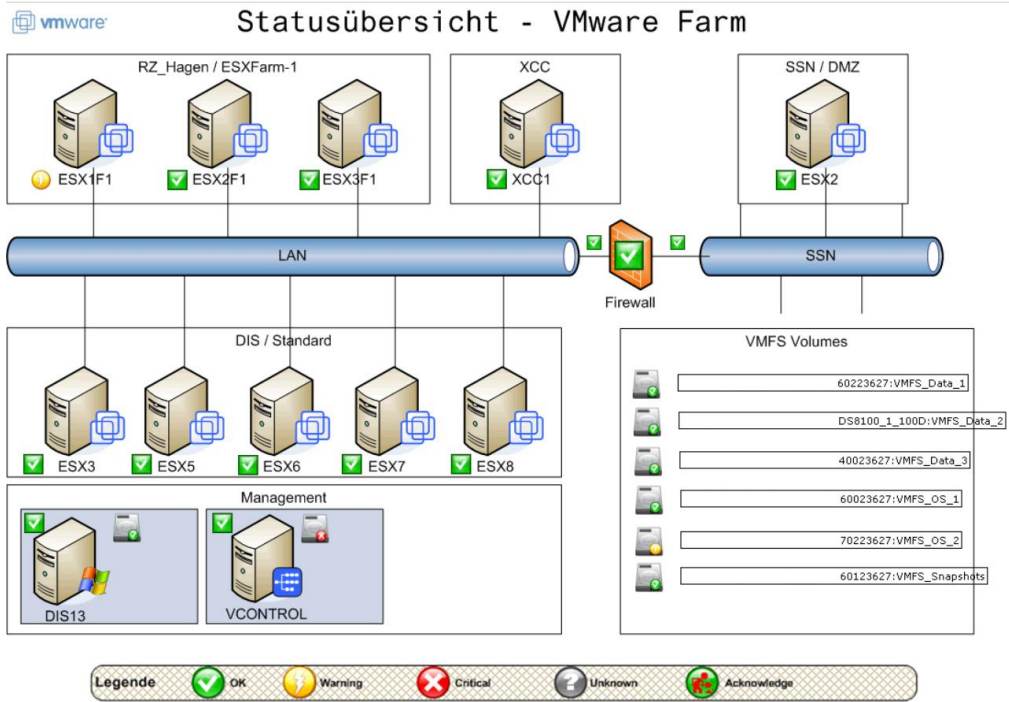 vmware
Statusübersicht - VMware Farm
RZ_Hagen / ESXFarm-1
XCC
SSN / DMZ
ESX1F1
ESX2F1
ESX3F1
XCC1
ESX2
LAN
SSN
Firewall
DIS / Standard
ESX3
ESX5
ESX6
ESX7
ESX8
VMFS Volumes
60223627:VMFS_Data_1
DS8100_1_100D:VMFS_Data_2
40023627:VMFS_Data_3
60023627:VMFS_OS_1
70223627:VMFS_OS_2
60123627:VMFS_Snapshots
Management
DIS13
VCONTROL
Legende
OK
Warning
Critical
Unknown
Acknowledge